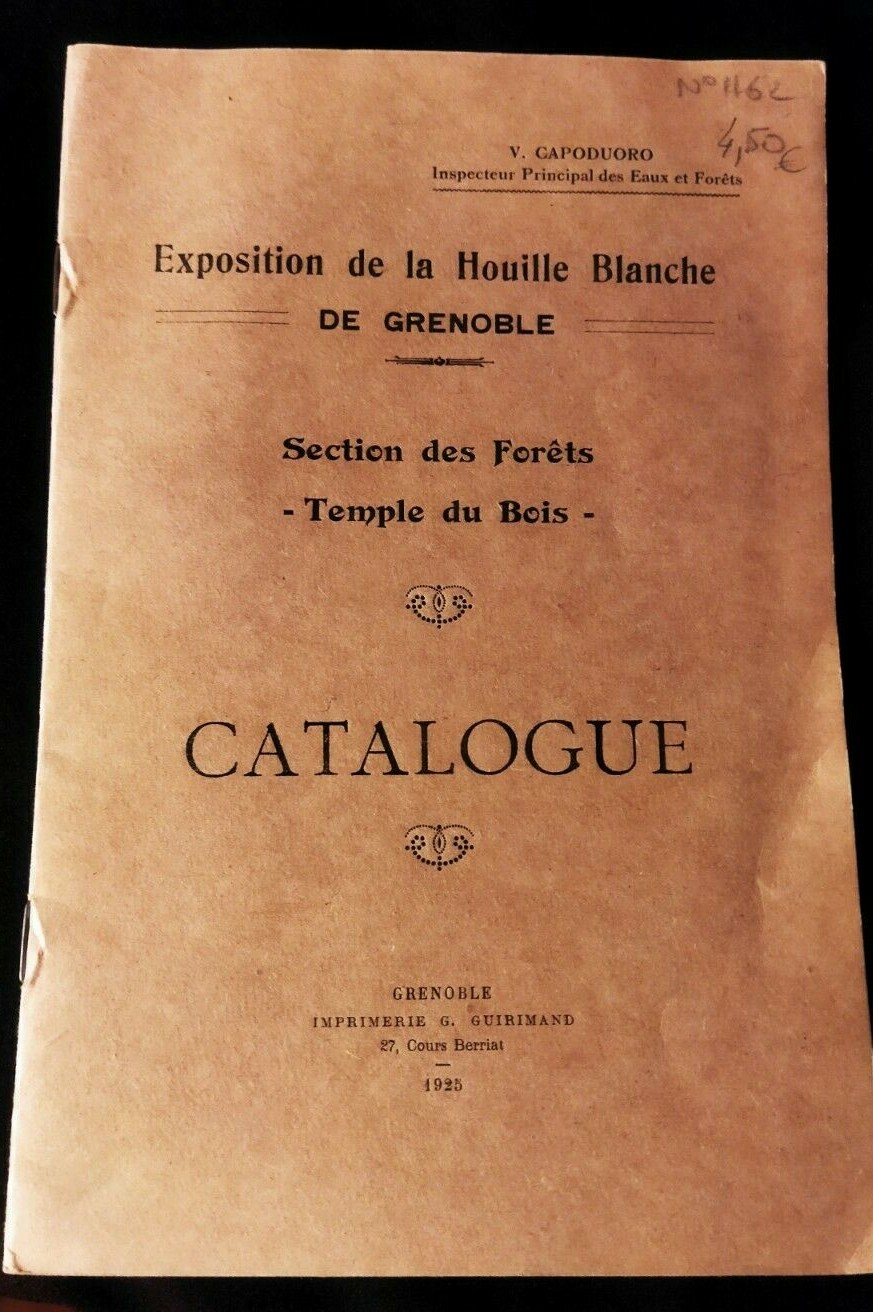 N° 1162
4,50 €
V. CAPODUORO
Inspecteur Principal des Eaux et Forêts
Exposition de la Houille Blanche
DE GRENOBLE
Section des Forêts
- Temple du Bois -
CATALOGUE
GRENOBLE
IMPRIMERIE G. GUIRIMAND
27, Cours Berriat
1925